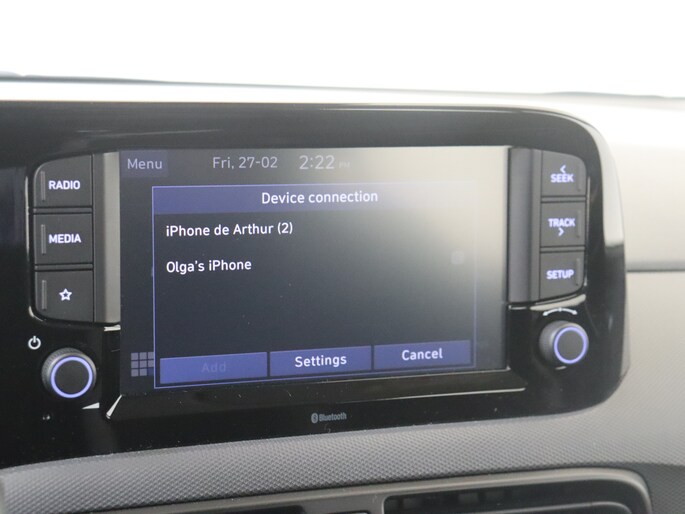 Menu Fri, 27-02 2:22 PM
Device connection
iPhone de Arthur (2)
Olga's iPhone
Add Settings Cancel
RADIO
MEDIA
SEEK
TRACK
SETUP
Bluetooth